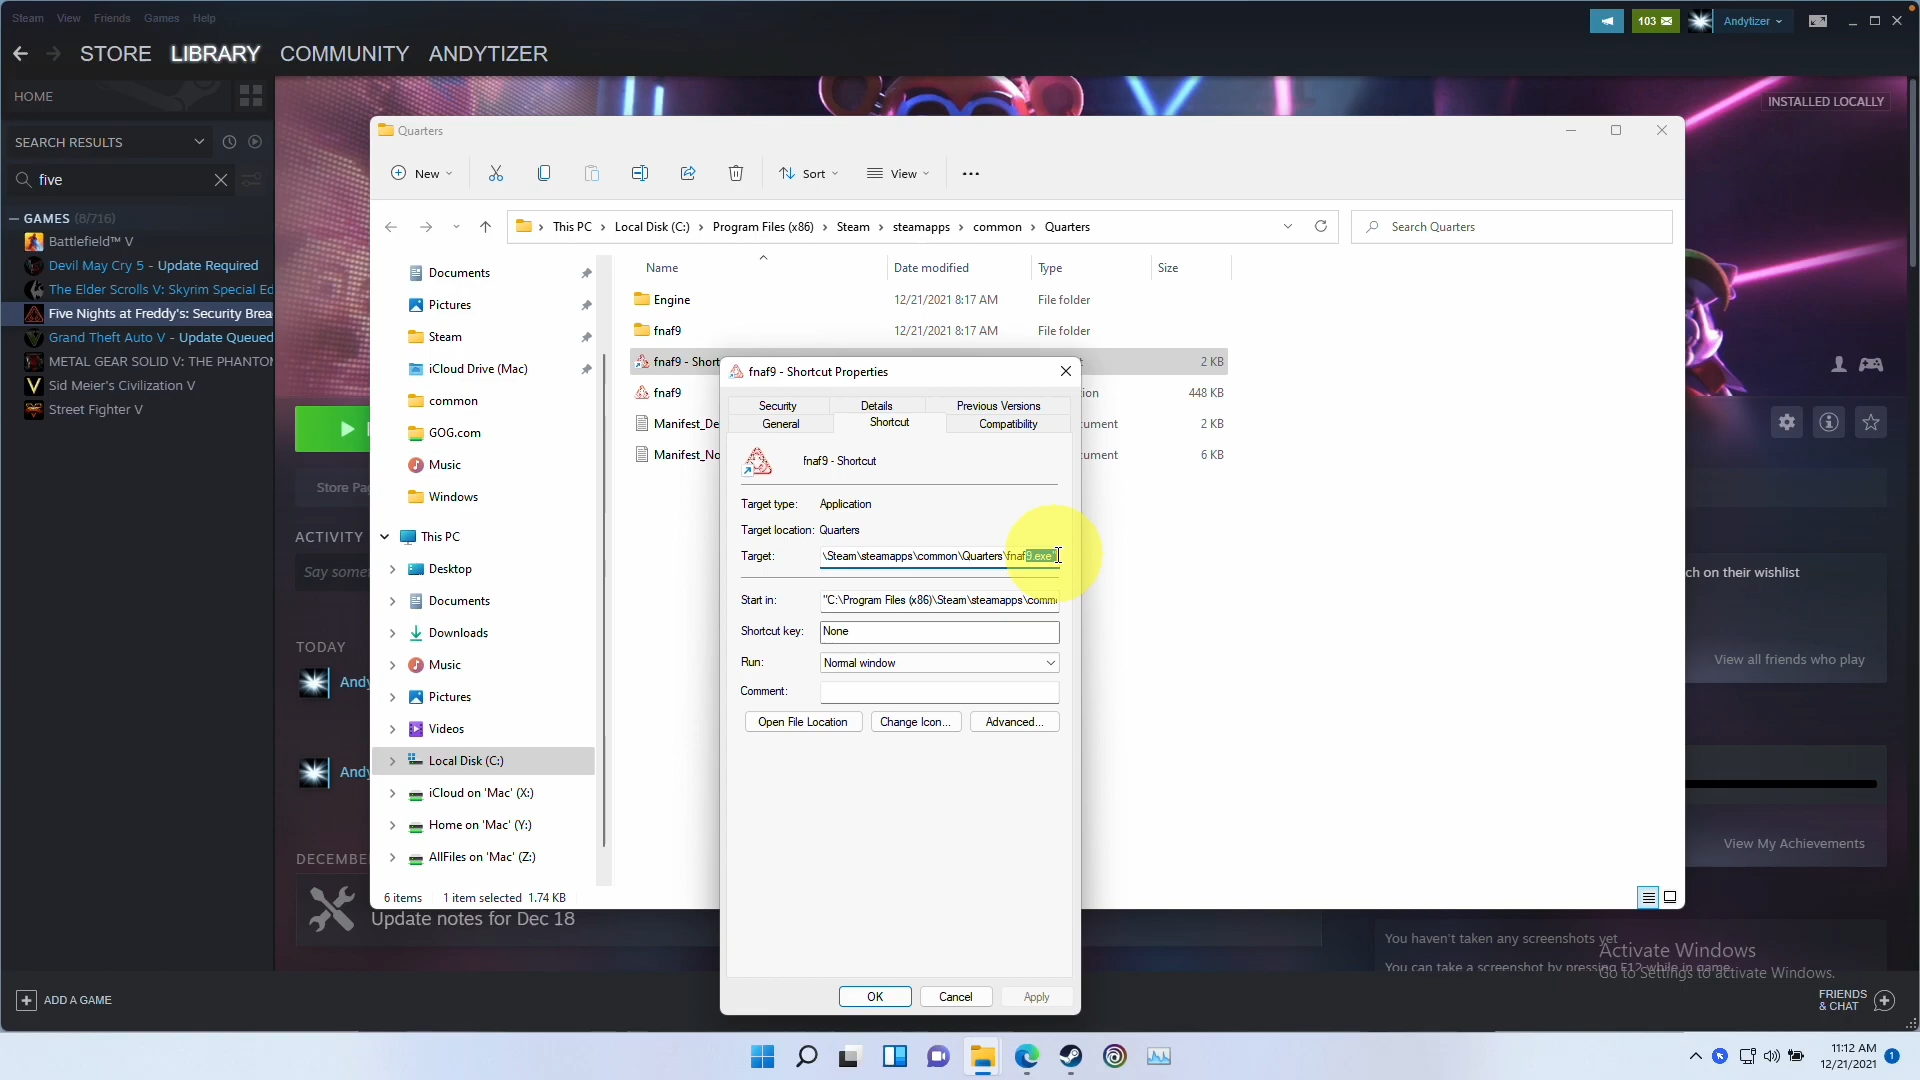 Steam View Friends Games Help
103
Andytizer
STORE LIBRARY COMMUNITY ANDYTIZER
HOME
INSTALLED LOCALLY
SEARCH RESULTS
five
GAMES (8/716)
Battlefield™ V
Devil May Cry 5 - Update Required
The Elder Scrolls V: Skyrim Special Ed
Five Nights at Freddy's: Security Brea
Grand Theft Auto V - Update Queued
METAL GEAR SOLID V: THE PHANTOM
Sid Meier's Civilization V
Street Fighter V
Store Pa
ACTIVITY
Say some
TODAY
Andy
Andy
DECEMBE
Update notes for Dec 18
ch on their wishlist
View all friends who play
View My Achievements
You haven't taken any screenshots yet
You can take a screenshot by pressing F12 while in game
Activate Windows
Go to Settings to activate Windows.
ADD A GAME
FRIENDS
& CHAT
Quarters
New Sort View
This PC Local Disk (C:) Program Files (x86) Steam steamapps common Quarters
Search Quarters
Documents
Pictures
Steam
iCloud Drive (Mac)
common
GOG.com
Music
Windows
This PC
Desktop
Documents
Downloads
Music
Pictures
Videos
Local Disk (C:)
iCloud on 'Mac' (X:)
Home on 'Mac' (Y:)
AllFiles on 'Mac' (Z:)
Name Date modified Type Size
Engine 12/21/2021 8:17 AM File folder
fnaf9 12/21/2021 8:17 AM File folder
fnaf9 - Short 2 KB
fnaf9 ion 448 KB
Manifest_De ument 2 KB
Manifest_No ument 6 KB
6 items 1 item selected 1.74 KB
fnaf9 - Shortcut Properties
Security Details Previous Versions
General Shortcut Compatibility
fnaf9 - Shortcut
Target type: Application
Target location: Quarters
Target: \Steam\steamapps\common\Quarters\fnaf9.exe"
Start in: "C:\Program Files (x86)\Steam\steamapps\comm
Shortcut key: None
Run: Normal window
Comment:
Open File Location Change Icon... Advanced...
OK Cancel Apply
11:12 AM
12/21/2021
1